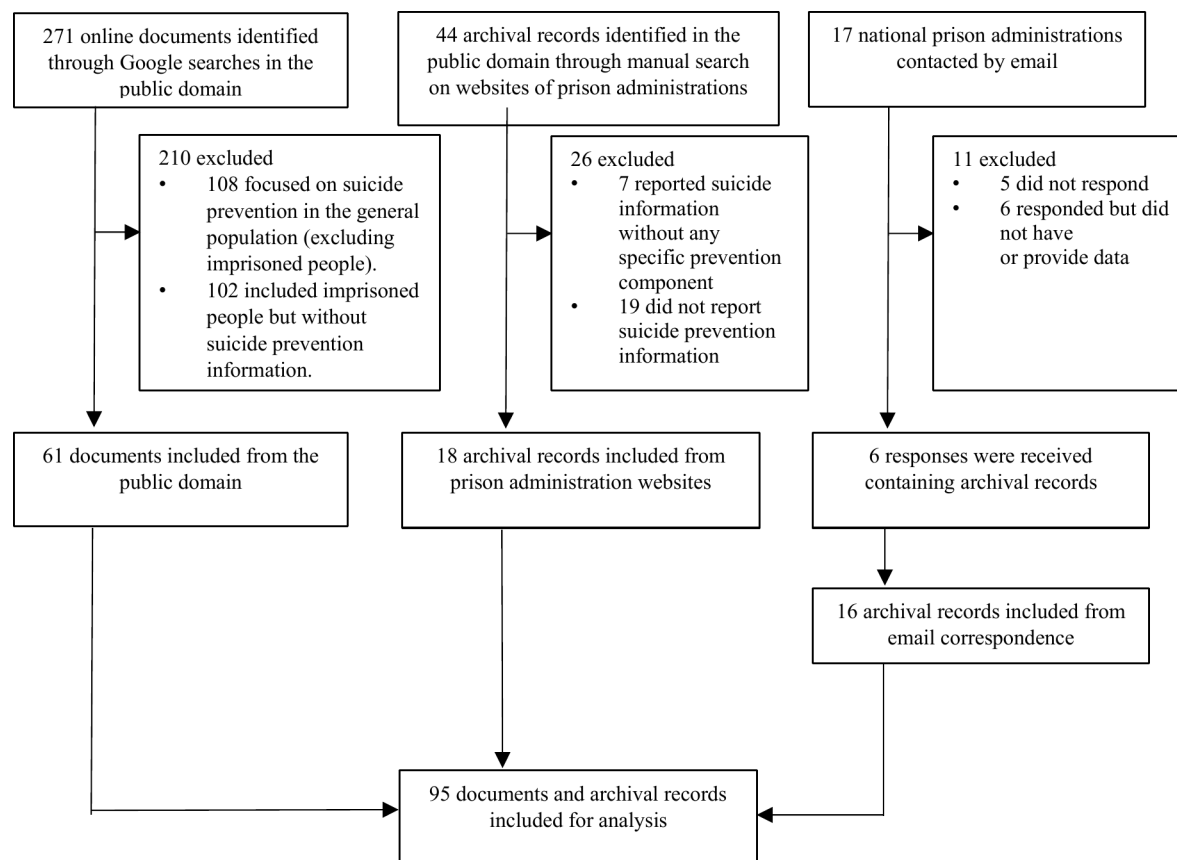 271 online documents identified
through Google searches in the
public domain
44 archival records identified in the
public domain through manual search
on websites of prison administrations
17 national prison administrations
contacted by email
210 excluded
• 108 focused on suicide
prevention in the general
population (excluding
imprisoned people).
• 102 included imprisoned
people but without
suicide prevention
information.
26 excluded
• 7 reported suicide
information
without any
specific prevention
component
• 19 did not report
suicide prevention
information
11 excluded
• 5 did not respond
• 6 responded but did
not have
or provide data
61 documents included from the
public domain
18 archival records included from
prison administration websites
6 responses were received
containing archival records
16 archival records included from
email correspondence
95 documents and archival records
included for analysis